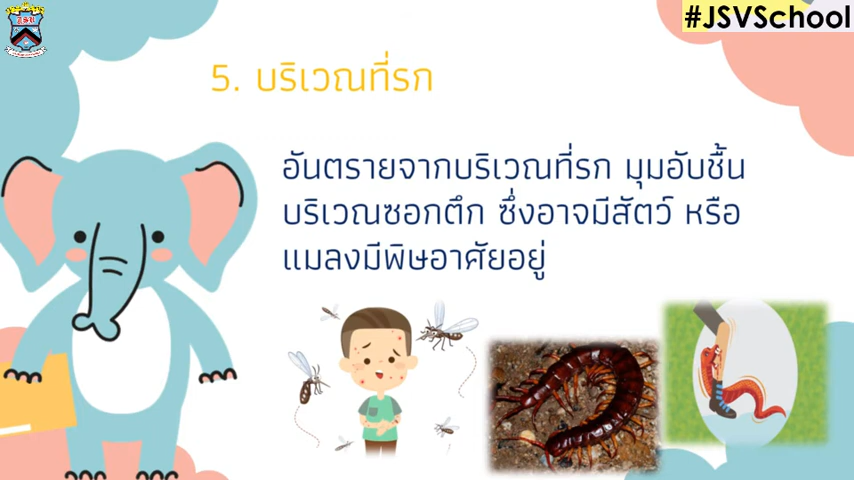 #JSVSchool
JSV
5. บริเวณที่รก
อันตรายจากบริเวณที่รก มุมอับชื้น
บริเวณซอกตึก ซึ่งอาจมีสัตว์ หรือ
แมลงมีพิษอาศัยอยู่